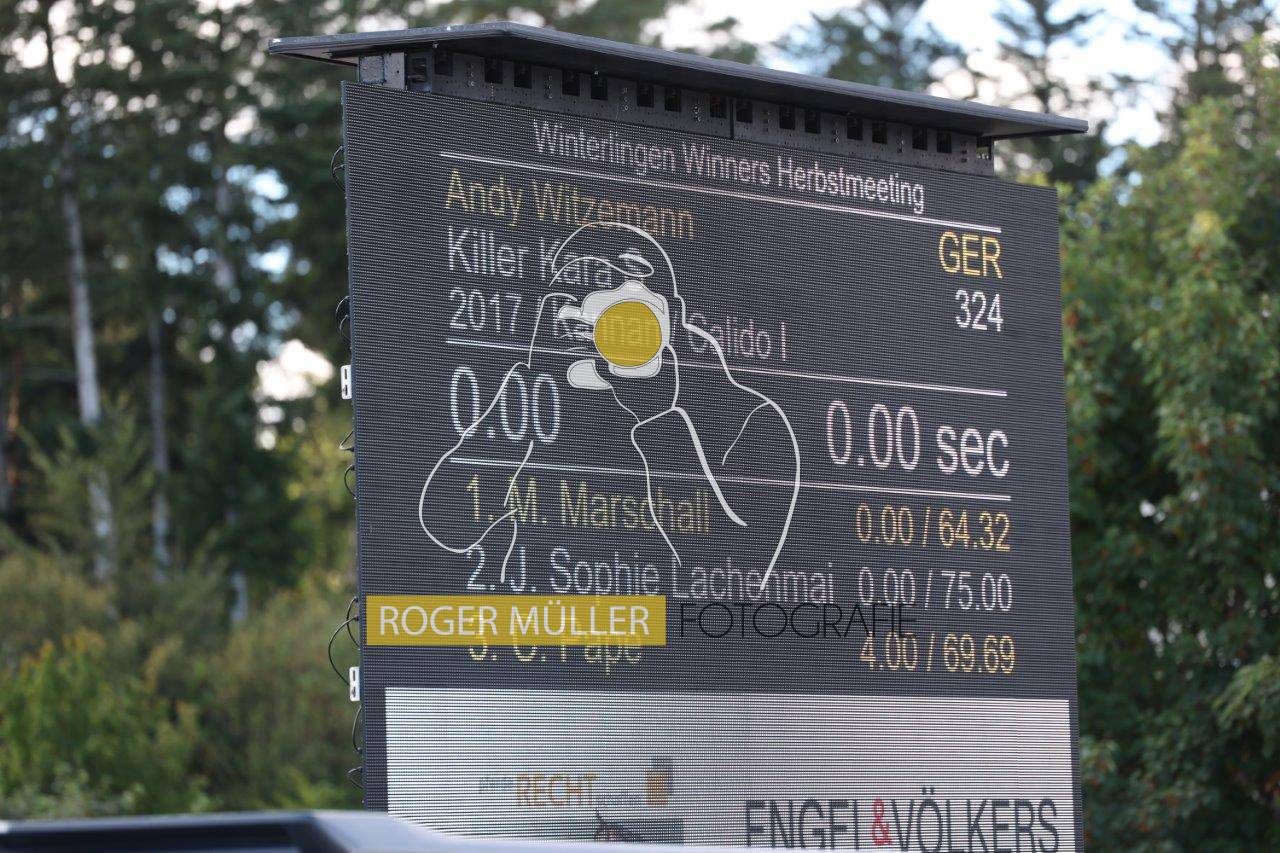 Winterlingen Winners Herbstmeeting
Andy Witzemann
GER
Killer Kara
324
2017 / Calido I
0.00
0.00 sec
1. M. Marschall 0.00 / 64.32
2. J. Sophie Lachenmai 0.00 / 75.00
ROGER MÜLLER FOTOGRAFIE
3. C. Pape 4.00 / 69.69
RECHT
ENGEL&VÖLKERS